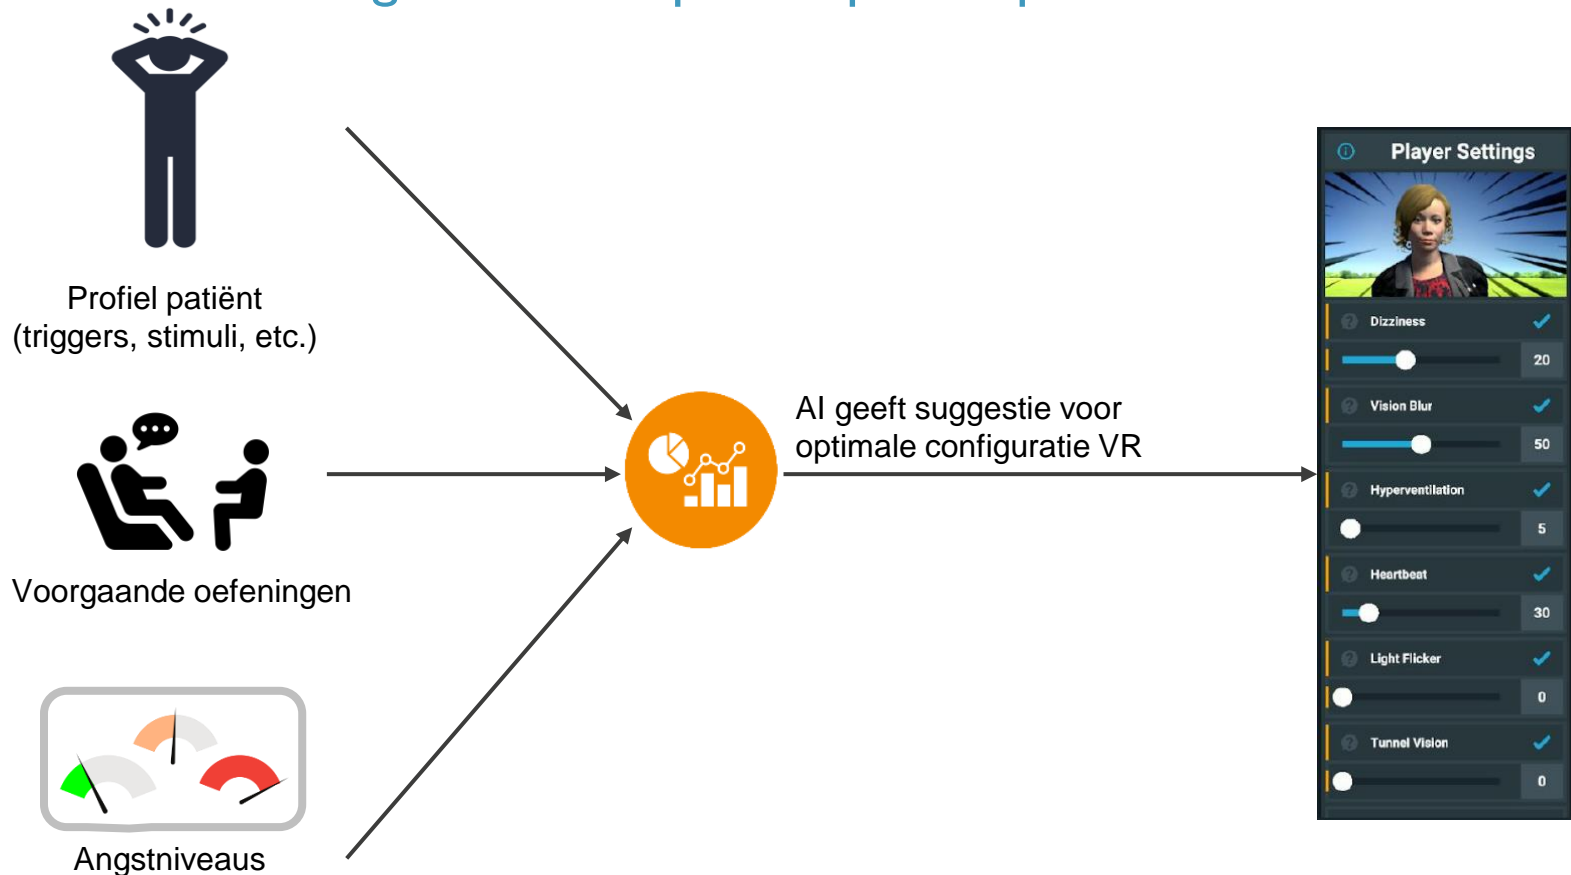 Profiel patiënt
(triggers, stimuli, etc.)
Voorgaande oefeningen
Angstniveaus
AI geeft suggestie voor
optimale configuratie VR
Player Settings
Dizziness
20
Vision Blur
50
Hyperventilation
5
Heartbeat
30
Light Flicker
0
Tunnel Vision
0